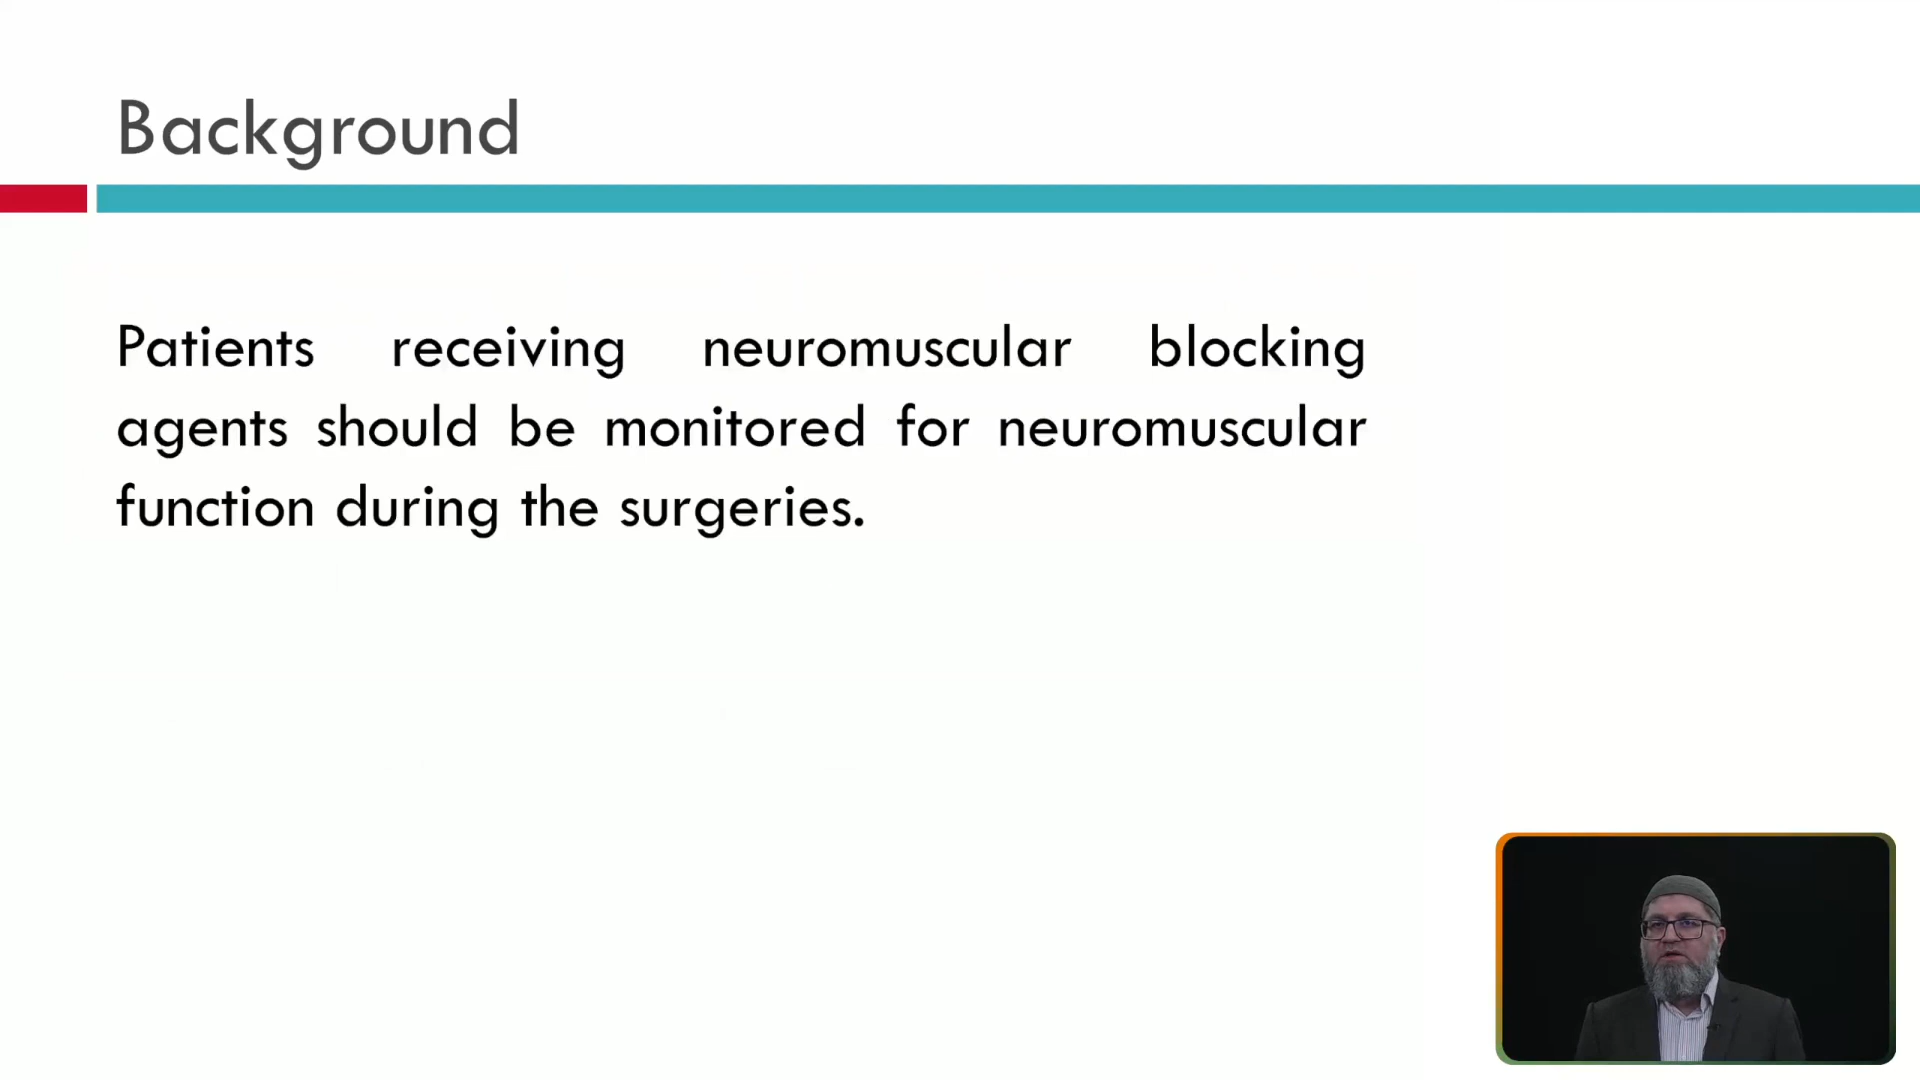 Background
Patients receiving neuromuscular blocking
agents should be monitored for neuromuscular
function during the surgeries.